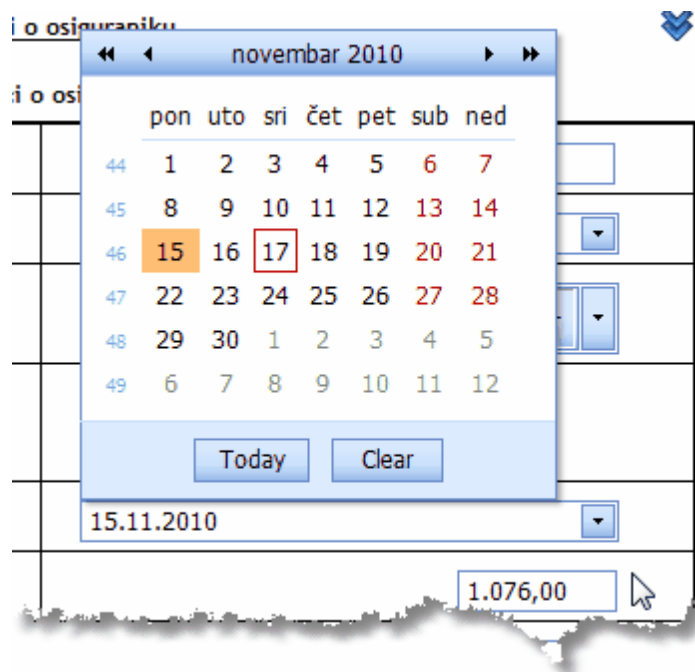 i o osiguraniku
novembar 2010
i o osi
pon uto sri čet pet sub ned
44 1 2 3 4 5 6 7
45 8 9 10 11 12 13 14
46 15 16 17 18 19 20 21
47 22 23 24 25 26 27 28
48 29 30 1 2 3 4 5
49 6 7 8 9 10 11 12
Today Clear
15.11.2010
1.076,00